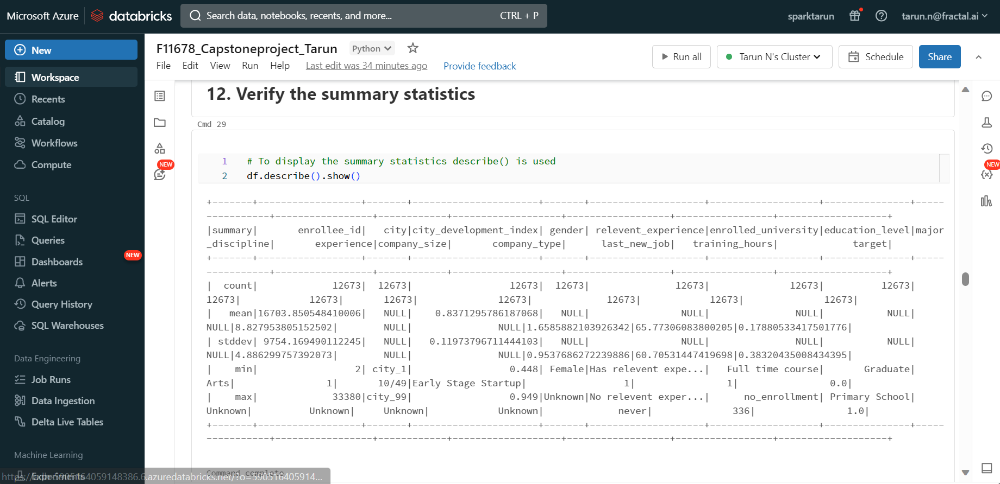 Microsoft Azure databricks Search data, notebooks, recents, and more... CTRL + P sparktarun tarun.n@fractal.ai
New
Workspace
Recents
Catalog
Workflows
Compute
SQL
SQL Editor
Queries
Dashboards NEW
Alerts
Query History
SQL Warehouses
Data Engineering
Job Runs
Data Ingestion
Delta Live Tables
Machine Learning
Experiments
F11678_Capstoneproject_Tarun Python
File Edit View Run Help Last edit was 34 minutes ago Provide feedback
Run all Tarun N's Cluster Schedule Share
NEW
NEW
12. Verify the summary statistics
Cmd 29
1 # To display the summary statistics describe() is used
2 df.describe().show()
+-------+------------------+-------+----------------------+-------+--------------------+-------------------+---------------+-----
----------+-----------------+------------+-------------------+------------------+-----------------+-------------------+
|summary| enrollee_id| city|city_development_index| gender| relevent_experience|enrolled_university|education_level|major
_discipline| experience|company_size| company_type| last_new_job| training_hours| target|
+-------+------------------+-------+----------------------+-------+--------------------+-------------------+---------------+-----
----------+-----------------+------------+-------------------+------------------+-----------------+-------------------+
| count| 12673| 12673| 12673| 12673| 12673| 12673| 12673|
12673| 12673| 12673| 12673| 12673| 12673| 12673|
| mean|16703.850548410006| NULL| 0.8371295786187068| NULL| NULL| NULL| NULL|
NULL|8.827953805152502| NULL| NULL|1.6585882103926342|65.77306083800205|0.17880533417501776|
| stddev| 9754.169490112245| NULL| 0.11973796711444103| NULL| NULL| NULL| NULL|
NULL|4.886299757392073| NULL| NULL|0.9537686272239886|60.70531447419698|0.38320435008434395|
| min| 2| city_1| 0.448| Female|Has relevent expe...| Full time course| Graduate|
Arts| 1| 10/49|Early Stage Startup| 1| 1| 0.0|
| max| 33380|city_99| 0.949|Unknown|No relevent exper...| no_enrollment| Primary School|
Unknown| Unknown| Unknown| Unknown| never| 336| 1.0|
+-------+------------------+-------+----------------------+-------+--------------------+-------------------+---------------+-----
----------+-----------------+------------+-------------------+------------------+-----------------+-------------------+
Command complete